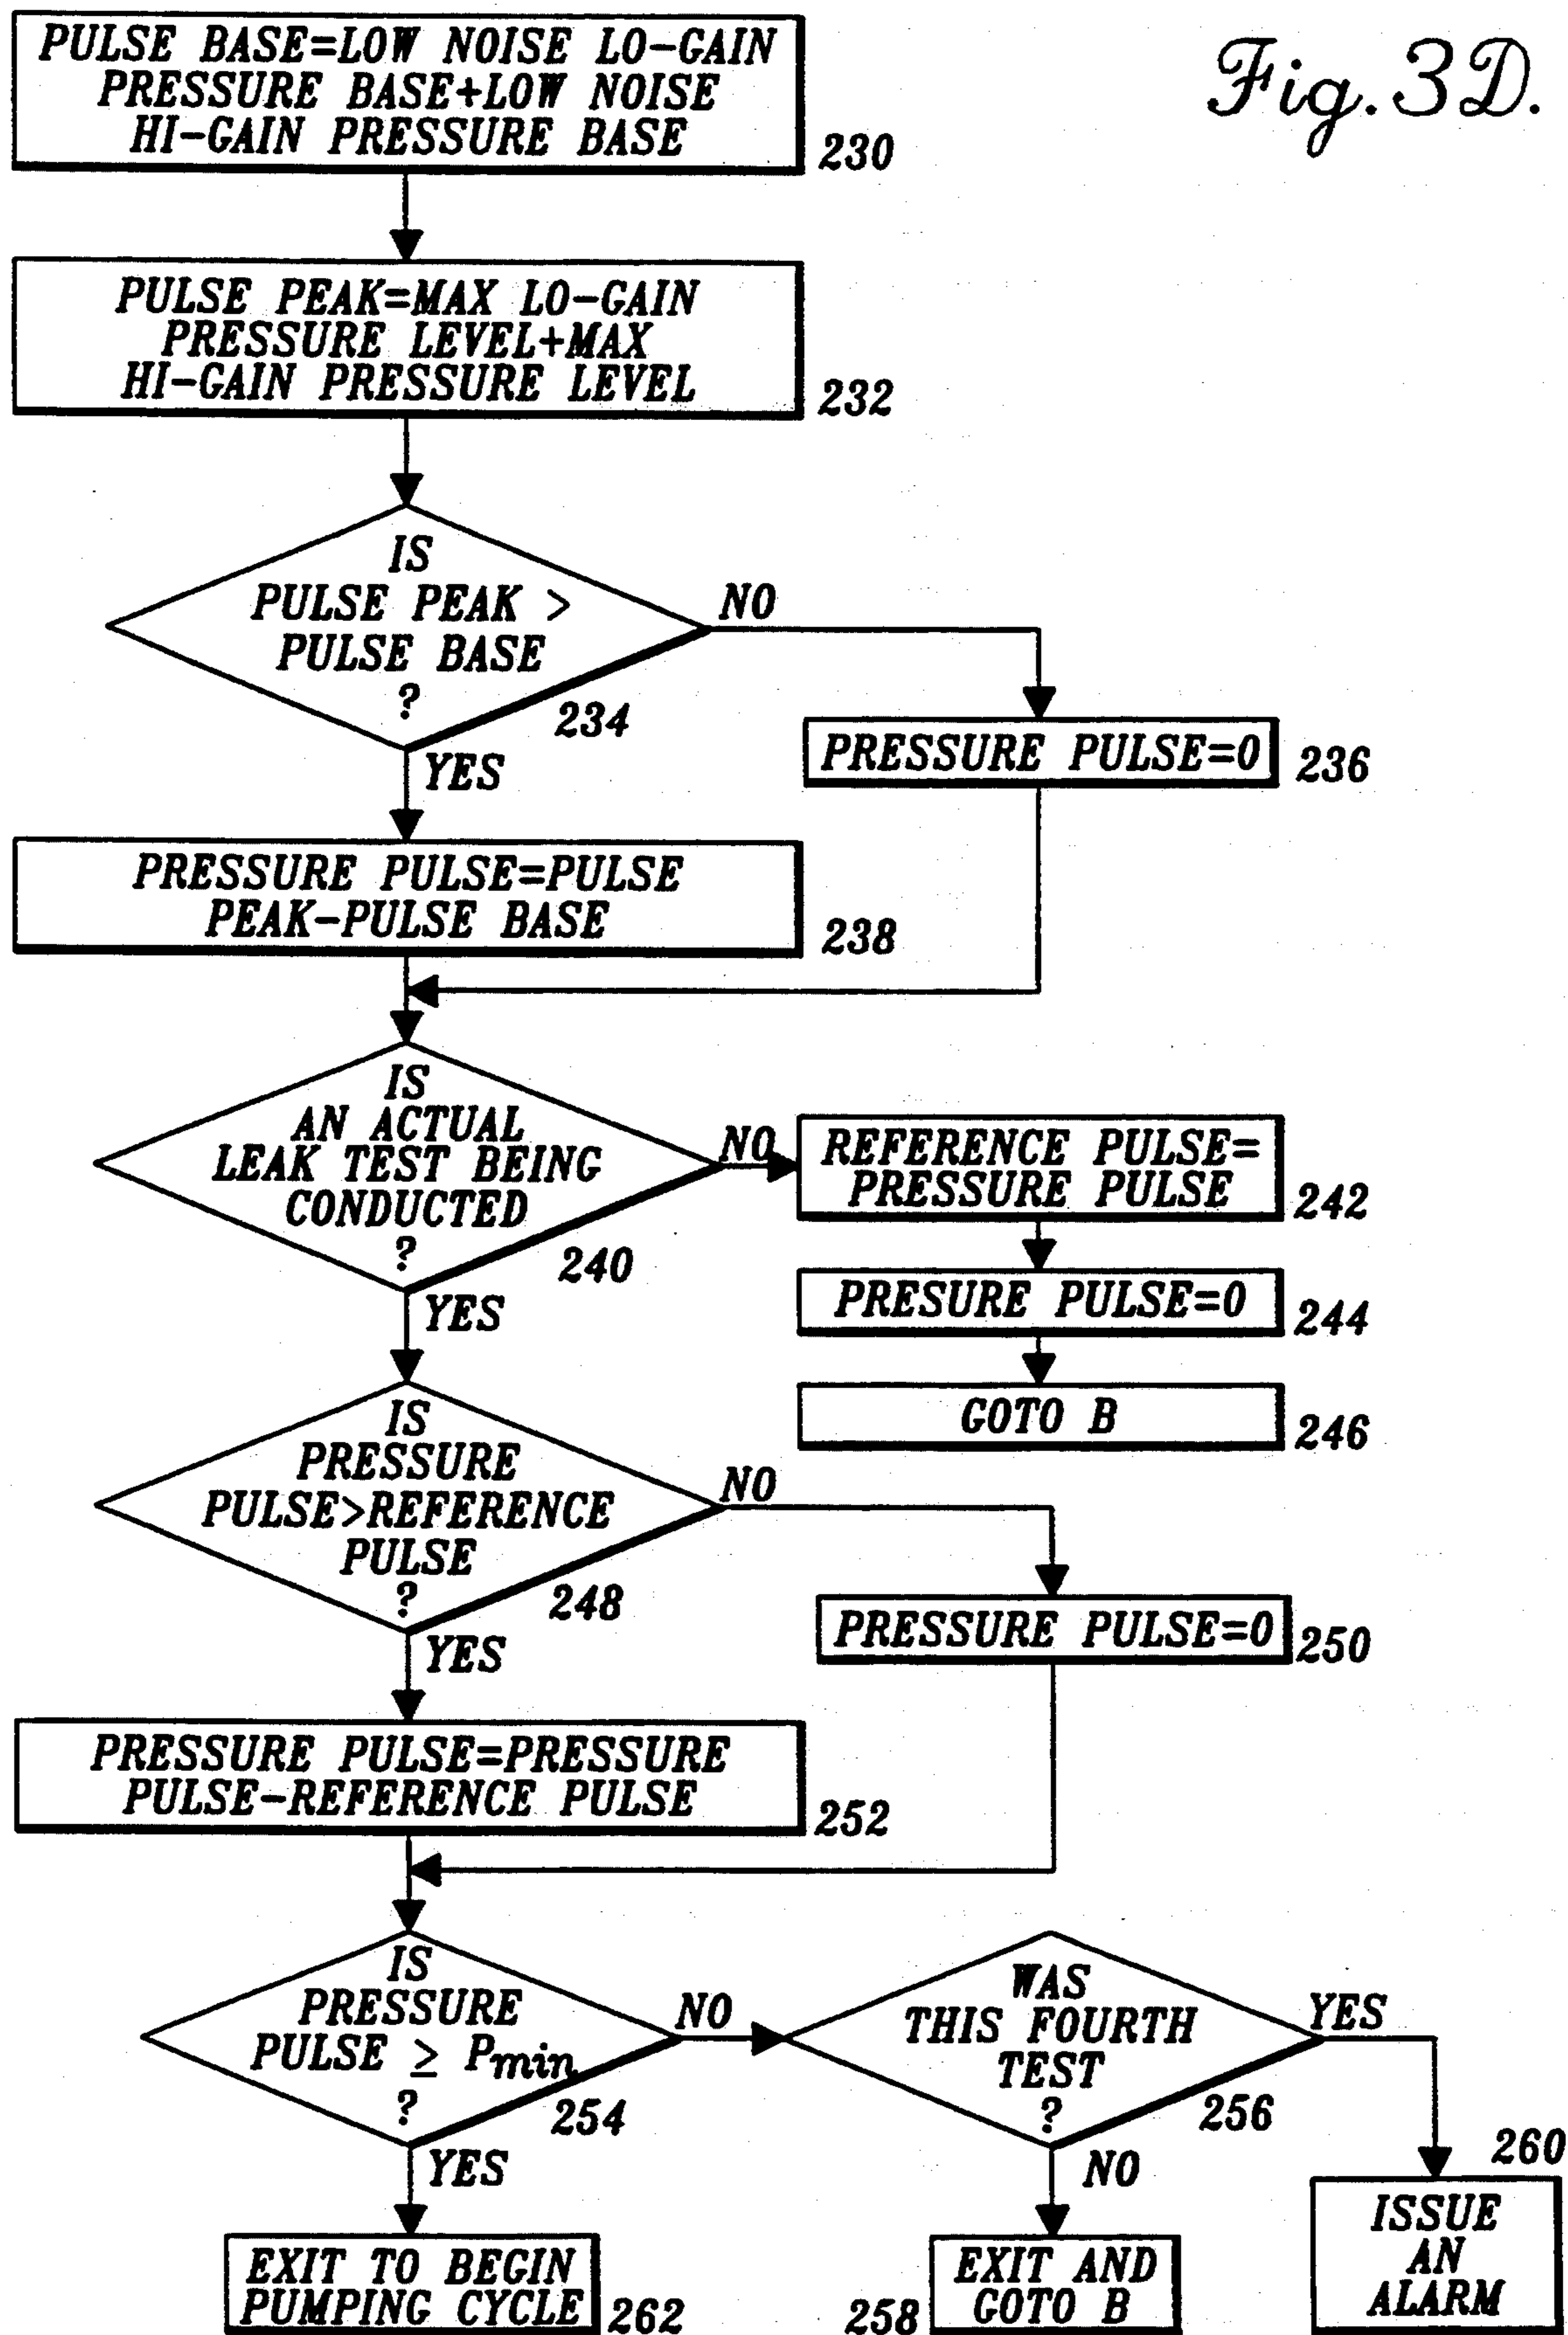 Fig. 3D.
PULSE BASE=LOW NOISE LO-GAIN
PRESSURE BASE+LOW NOISE
HI-GAIN PRESSURE BASE
230
PULSE PEAK=MAX LO-GAIN
PRESSURE LEVEL+MAX
HI-GAIN PRESSURE LEVEL
232
IS
PULSE PEAK >
PULSE BASE
?
234
NO
YES
PRESSURE PULSE=0
236
PRESSURE PULSE=PULSE
PEAK-PULSE BASE
238
IS
AN ACTUAL
LEAK TEST BEING
CONDUCTED
?
240
NO
YES
REFERENCE PULSE=
PRESSURE PULSE
242
PRESURE PULSE=0
244
GOTO B
246
IS
PRESSURE
PULSE>REFERENCE
PULSE
?
248
NO
YES
PRESSURE PULSE=0
250
PRESSURE PULSE=PRESSURE
PULSE-REFERENCE PULSE
252
IS
PRESSURE
PULSE ≥ Pmin
?
254
NO
YES
WAS
THIS FOURTH
TEST
?
256
YES
NO
260
ISSUE
AN
ALARM
EXIT TO BEGIN
PUMPING CYCLE
262
258
EXIT AND
GOTO B